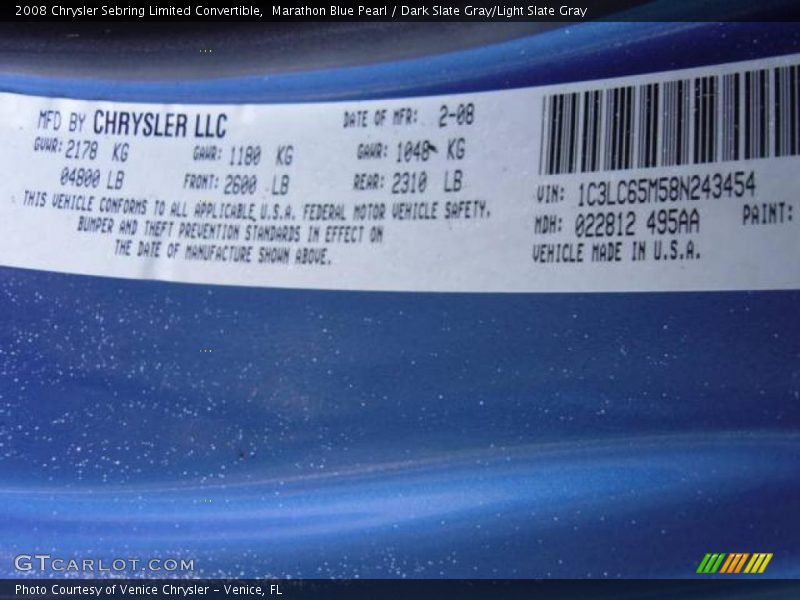 2008 Chrysler Sebring Limited Convertible,  Marathon Blue Pearl / Dark Slate Gray/Light Slate Gray
MFD BY CHRYSLER LLC DATE OF MFR: 2-08
GVWR: 2178 KG GAWR: 1180 KG GAWR: 1048 KG
04800 LB FRONT: 2600 LB REAR: 2310 LB
THIS VEHICLE CONFORMS TO ALL APPLICABLE U.S.A. FEDERAL MOTOR VEHICLE SAFETY,
BUMPER AND THEFT PREVENTION STANDARDS IN EFFECT ON
THE DATE OF MANUFACTURE SHOWN ABOVE.
VIN: 1C3LC65M58N243454
MDH: 022812 495AA PAINT:
VEHICLE MADE IN U.S.A.
GTCARLOT.COM
Photo Courtesy of Venice Chrysler - Venice, FL